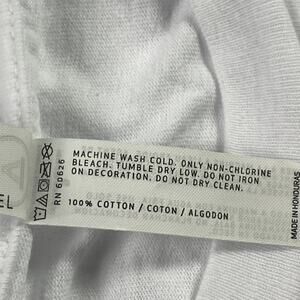 MACHINE WASH COLD. ONLY NON-CHLORINE
BLEACH. TUMBLE DRY LOW. DO NOT IRON
ON DECORATION. DO NOT DRY CLEAN.
100% COTTON / COTON / ALGODON
RN 60626
MADE IN HONDURAS
EL